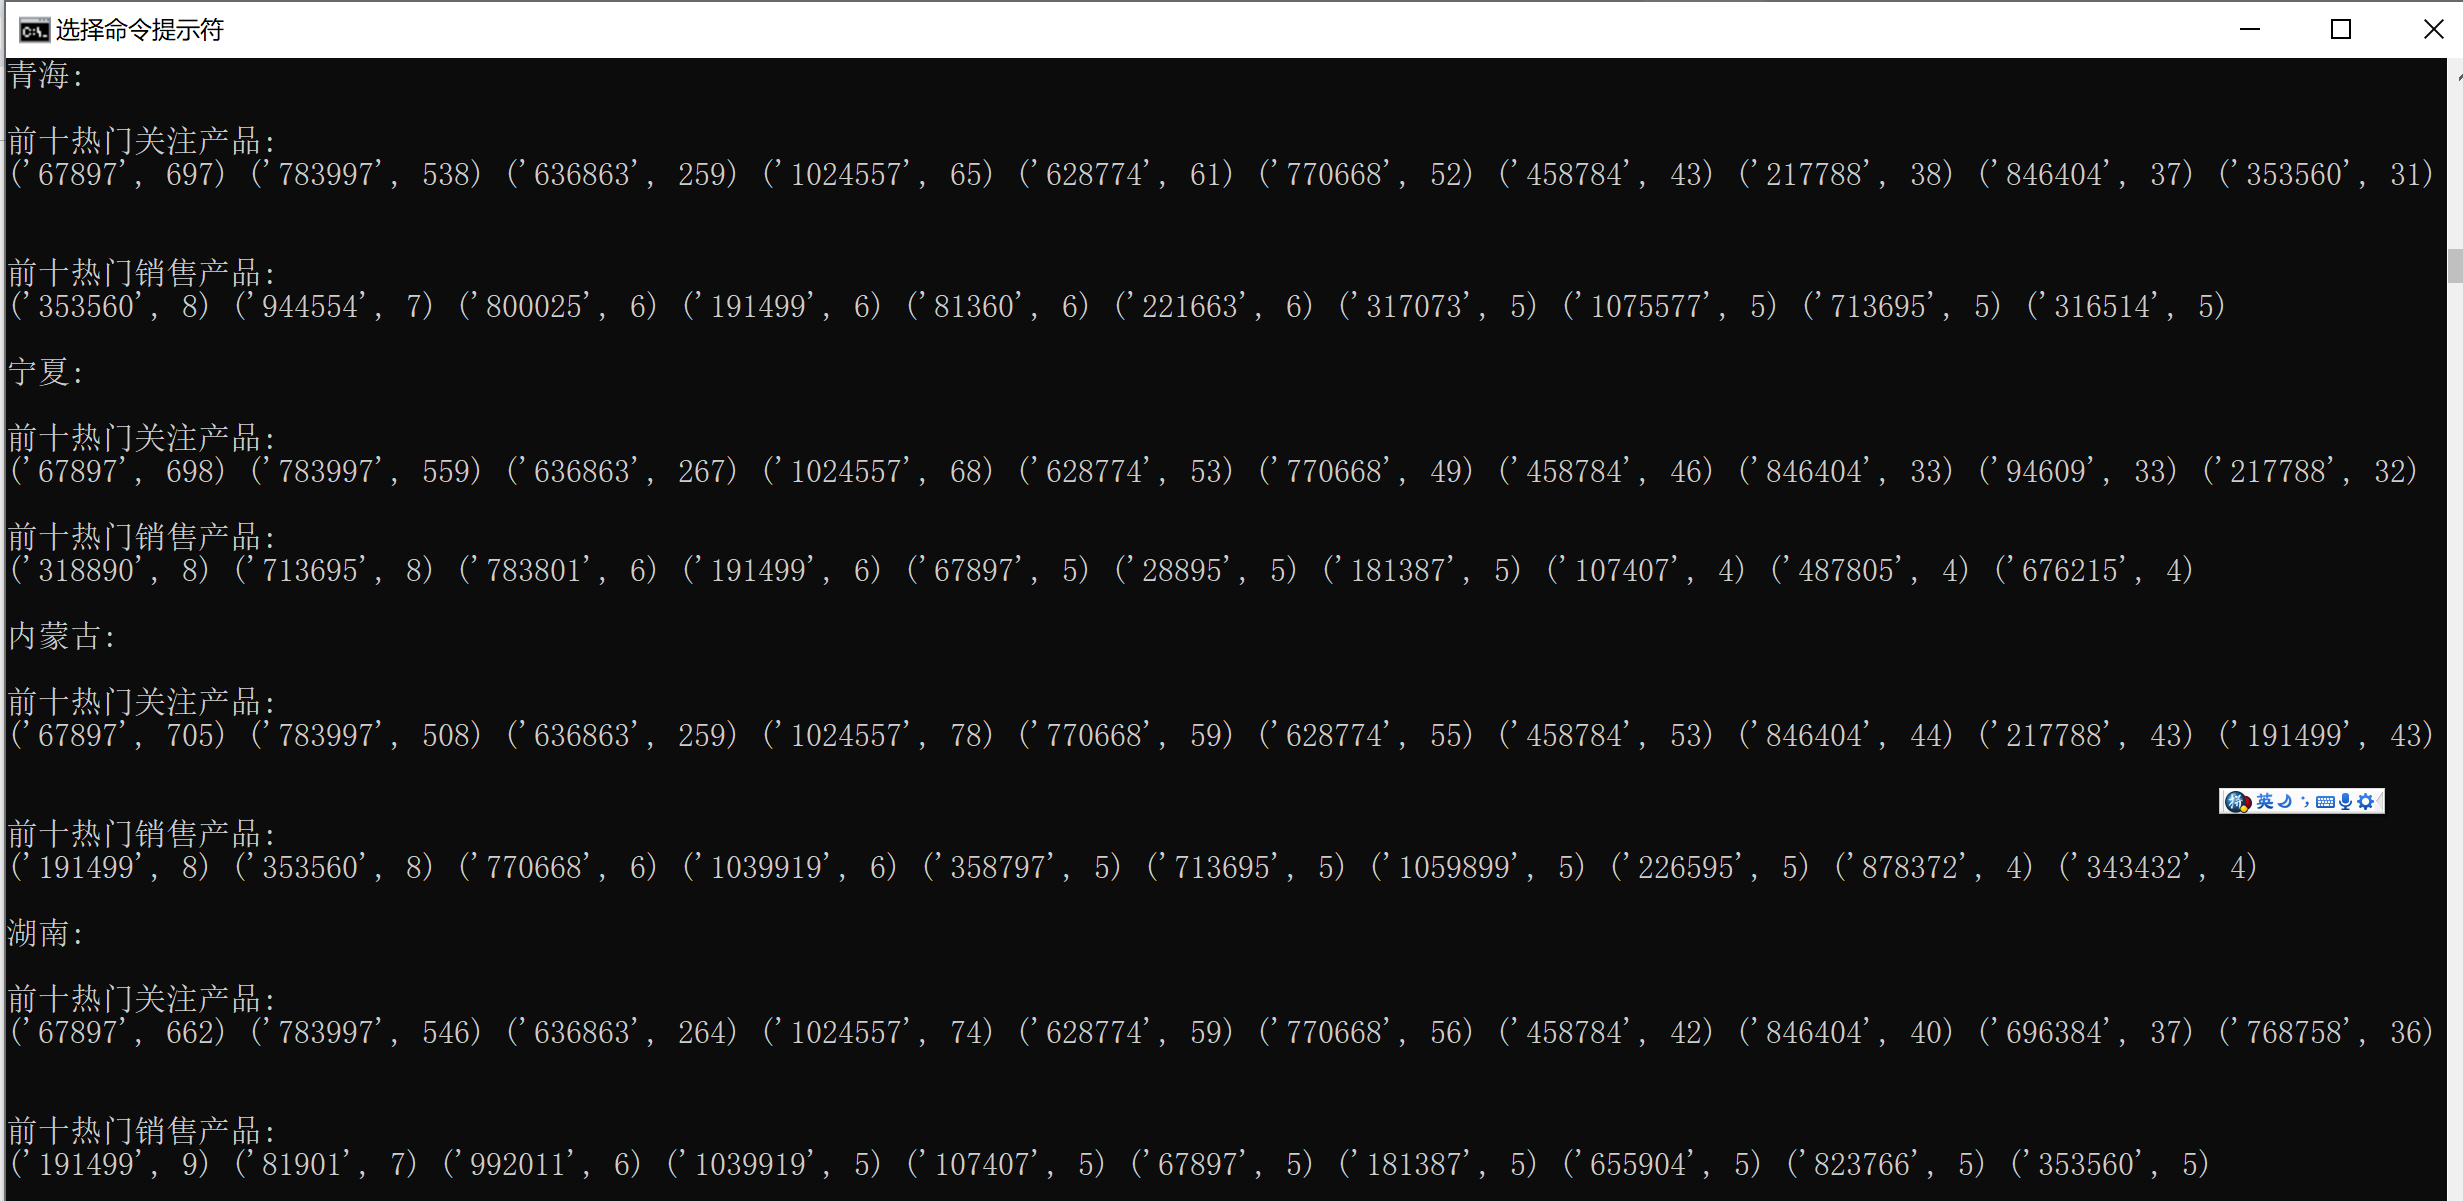 选择命令提示符
青海:
前十热门关注产品:
('67897', 697) ('783997', 538) ('636863', 259) ('1024557', 65) ('628774', 61) ('770668', 52) ('458784', 43) ('217788', 38) ('846404', 37) ('353560', 31)
前十热门销售产品:
('353560', 8) ('944554', 7) ('800025', 6) ('191499', 6) ('81360', 6) ('221663', 6) ('317073', 5) ('1075577', 5) ('713695', 5) ('316514', 5)
宁夏:
前十热门关注产品:
('67897', 698) ('783997', 559) ('636863', 267) ('1024557', 68) ('628774', 53) ('770668', 49) ('458784', 46) ('846404', 33) ('94609', 33) ('217788', 32)
前十热门销售产品:
('318890', 8) ('713695', 8) ('783801', 6) ('191499', 6) ('67897', 5) ('28895', 5) ('181387', 5) ('107407', 4) ('487805', 4) ('676215', 4)
内蒙古:
前十热门关注产品:
('67897', 705) ('783997', 508) ('636863', 259) ('1024557', 78) ('770668', 59) ('628774', 55) ('458784', 53) ('846404', 44) ('217788', 43) ('191499', 43)
英
前十热门销售产品:
('191499', 8) ('353560', 8) ('770668', 6) ('1039919', 6) ('358797', 5) ('713695', 5) ('1059899', 5) ('226595', 5) ('878372', 4) ('343432', 4)
湖南:
前十热门关注产品:
('67897', 662) ('783997', 546) ('636863', 264) ('1024557', 74) ('628774', 59) ('770668', 56) ('458784', 42) ('846404', 40) ('696384', 37) ('768758', 36)
前十热门销售产品:
('191499', 9) ('81901', 7) ('992011', 6) ('1039919', 5) ('107407', 5) ('67897', 5) ('181387', 5) ('655904', 5) ('823766', 5) ('353560', 5)